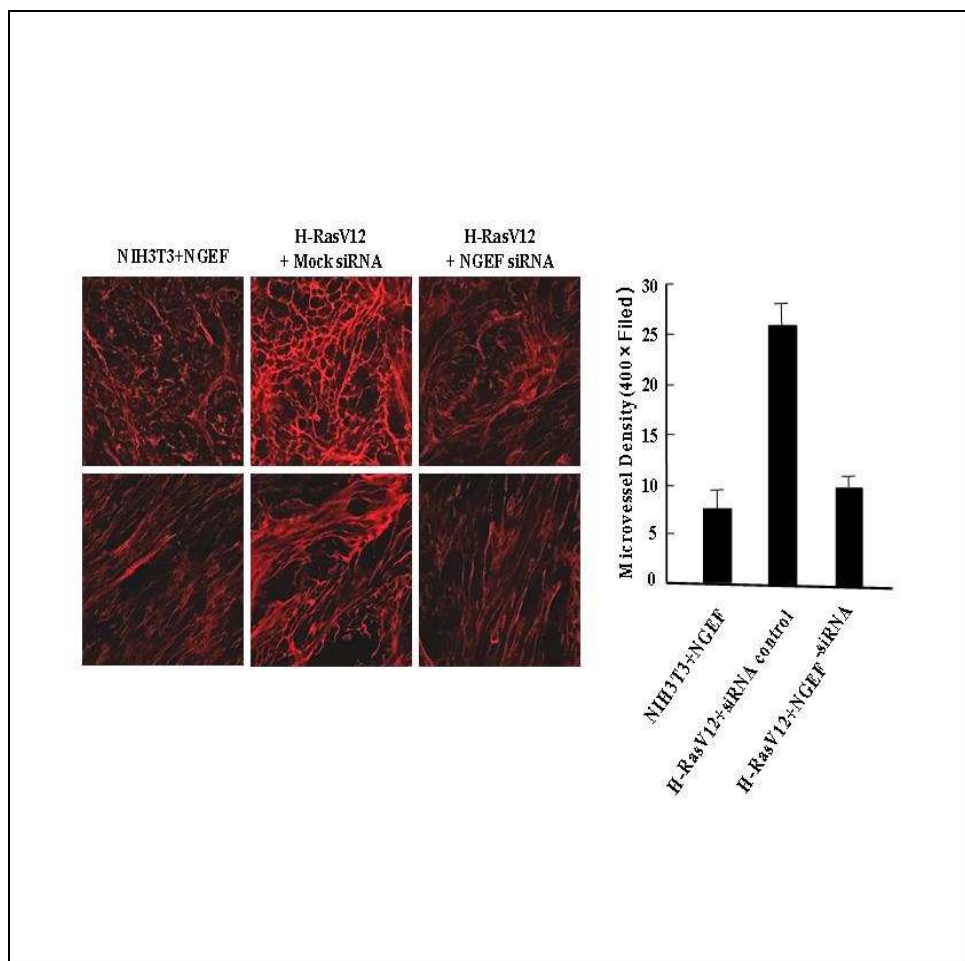 NIH3T3+NGEF
H-RasV12
+ Mock siRNA
H-RasV12
+ NGEF siRNA
Microvessel Density (400 × Filed)
30
25
20
15
10
5
0
NIH3T3+NGEF
H-RasV12+siRNA control
H-RasV12+NGEF-siRNA